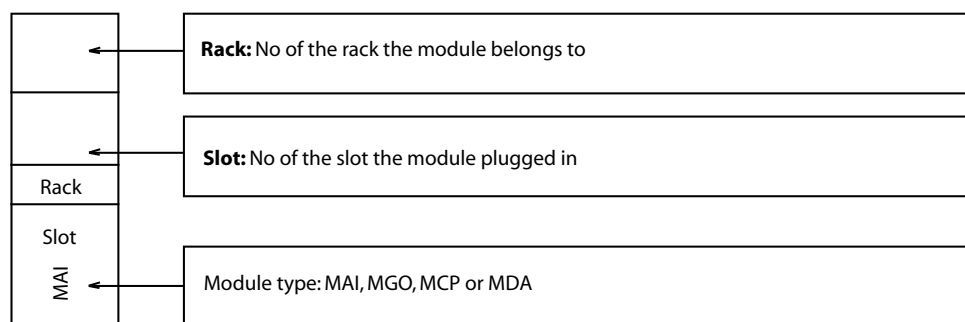 Rack: No of the rack the module belongs to
Slot: No of the slot the module plugged in
Rack
Slot
MAI
Module type: MAI, MGO, MCP or MDA